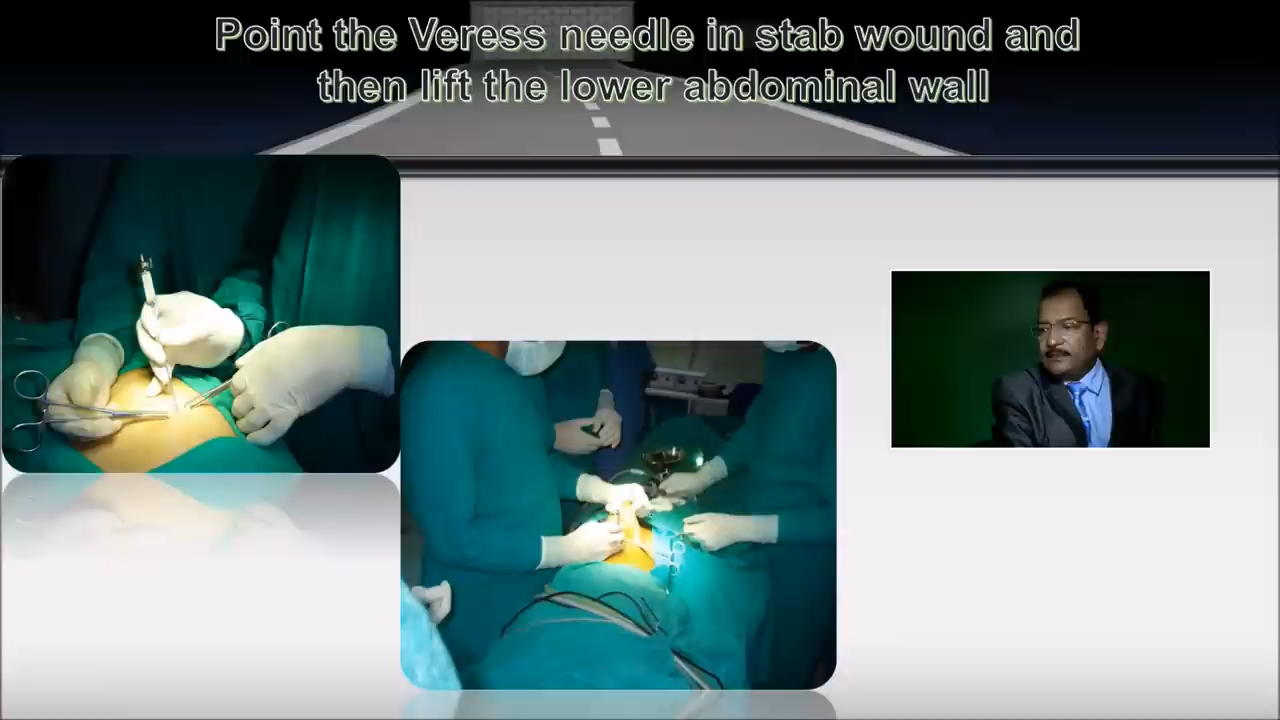 Point the Veress needle in stab wound and
then lift the lower abdominal wall